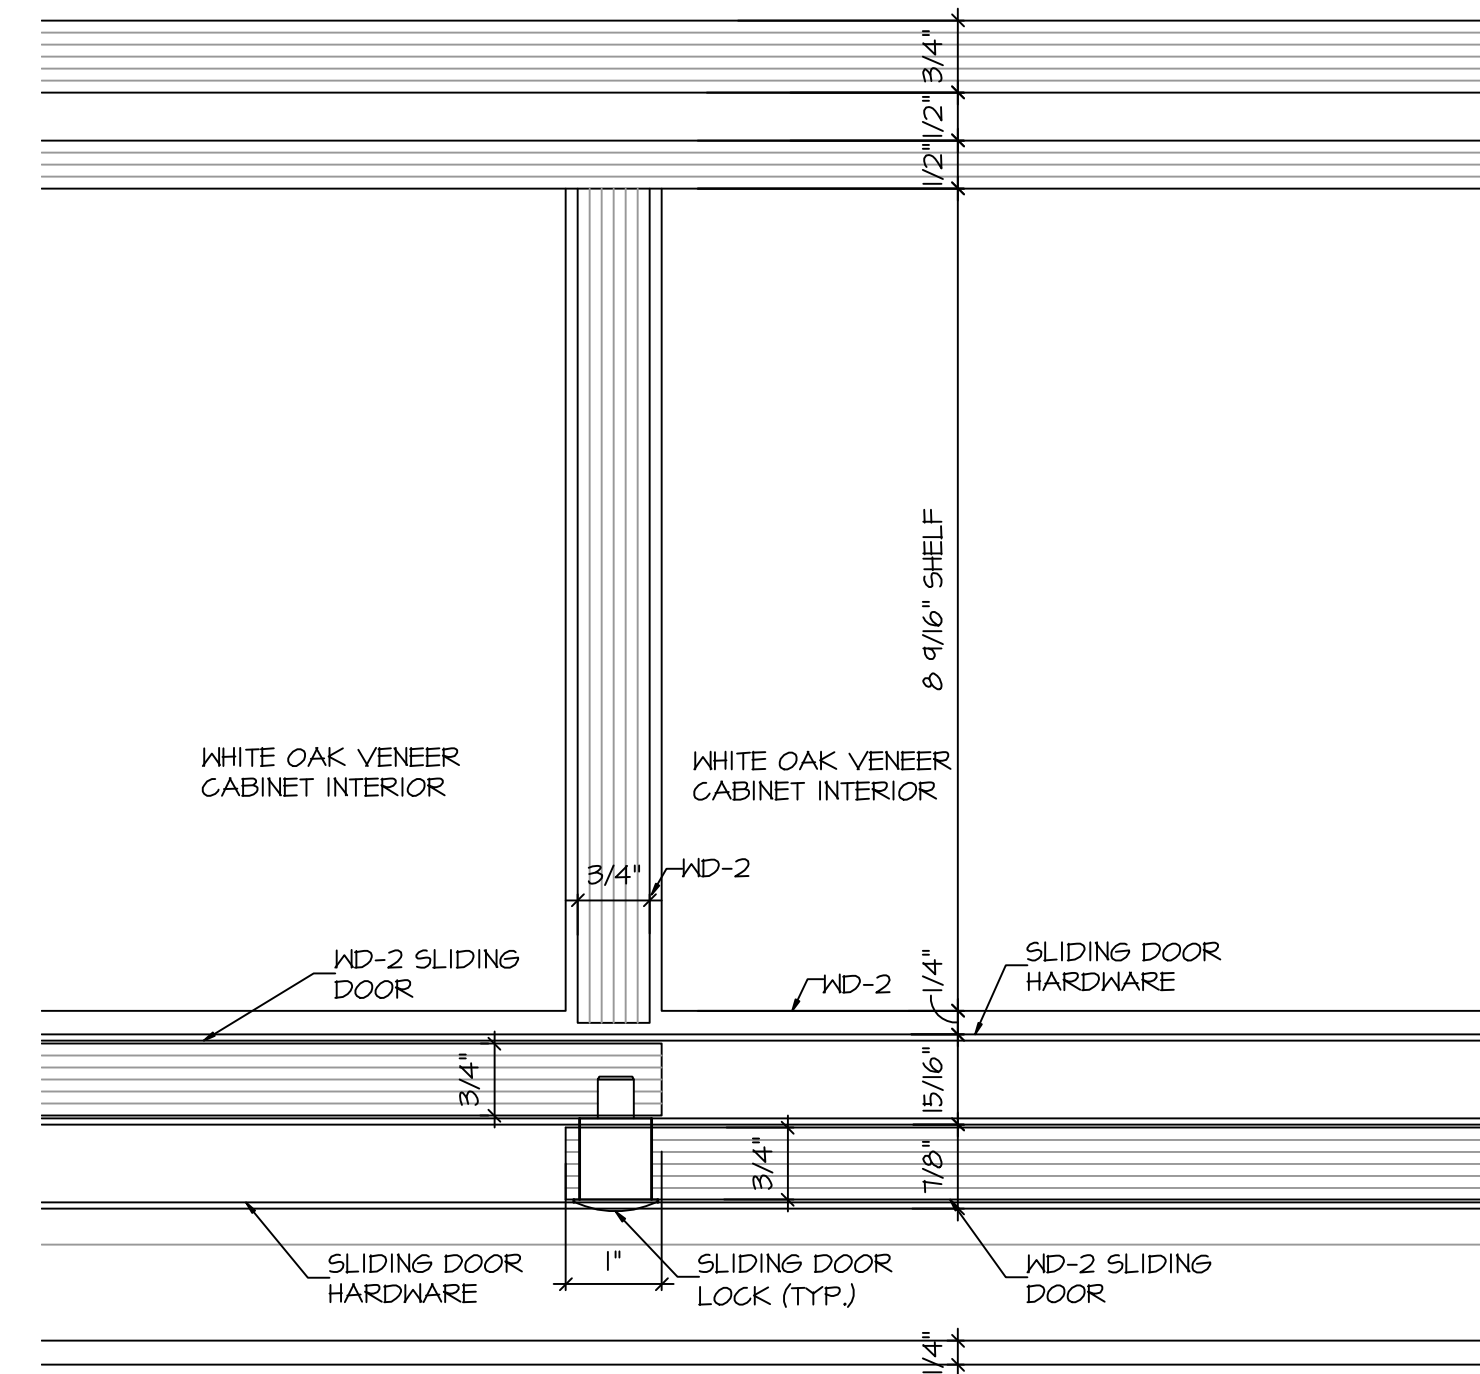 3/4"
1/2"
1/2"
8 9/16" SHELF
WHITE OAK VENEER
CABINET INTERIOR
WHITE OAK VENEER
CABINET INTERIOR
3/4"
WD-2
WD-2 SLIDING
DOOR
WD-2
1/4"
SLIDING DOOR
HARDWARE
3/4"
15/16"
3/4"
7/8"
SLIDING DOOR
HARDWARE
1"
SLIDING DOOR
LOCK (TYP.)
WD-2 SLIDING
DOOR
1/4"